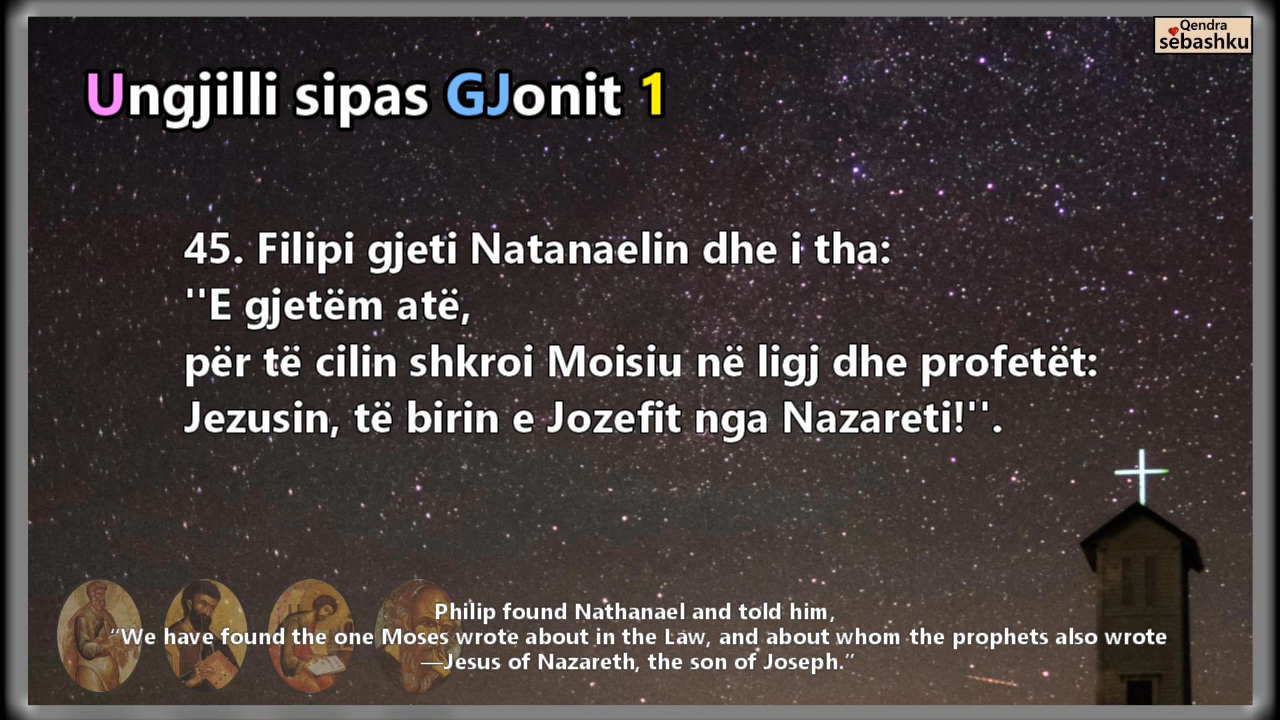 Qendra
sëbashku
Ungjilli sipas GJonit 1
45. Filipi gjeti Natanaelin dhe i tha:
''E gjetëm atë,
për të cilin shkroi Moisiu në ligj dhe profetët:
Jezusin, të birin e Jozefit nga Nazareti!''.
Philip found Nathanael and told him,
“We have found the one Moses wrote about in the Law, and about whom the prophets also wrote
—Jesus of Nazareth, the son of Joseph.”